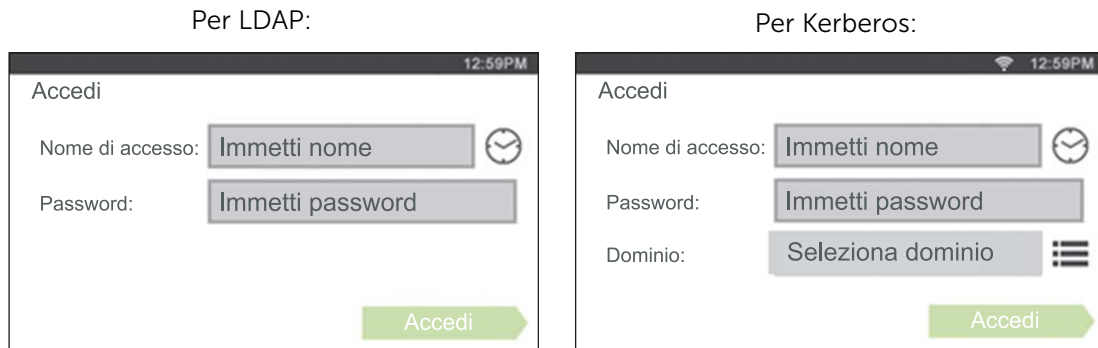 Per LDAP:
12:59PM
Accedi
Nome di accesso: Immetti nome
Password: Immetti password
Accedi
Per Kerberos:
12:59PM
Accedi
Nome di accesso: Immetti nome
Password: Immetti password
Dominio: Seleziona dominio
Accedi